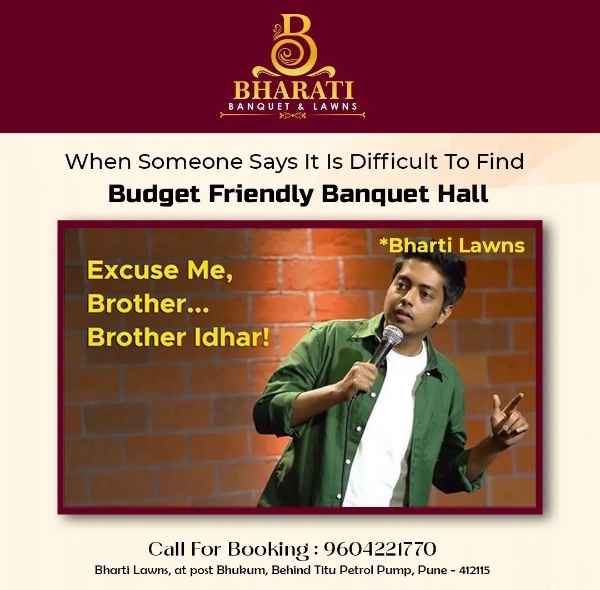 B
BHARATI
BANQUET & LAWNS
When Someone Says It Is Difficult To Find
Budget Friendly Banquet Hall
*Bharti Lawns
Excuse Me,
Brother...
Brother Idhar!
Call For Booking : 9604221770
Bharti Lawns, at post Bhukum, Behind Titu Petrol Pump, Pune - 412115